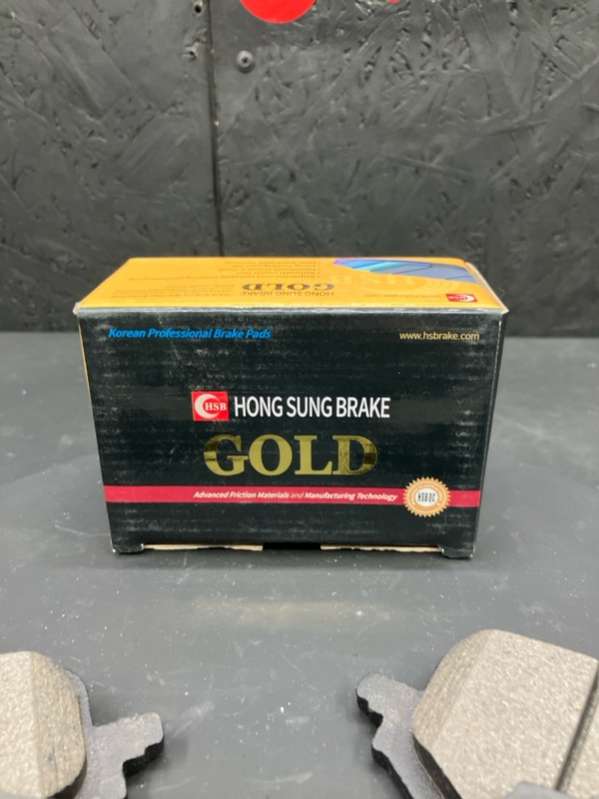 HONG SUNG BRAKE
GOLD
Korean Professional Brake Pads
www.hsbrake.com
HSB HONG SUNG BRAKE
GOLD
Advanced Friction Materials and Manufacturing Technology